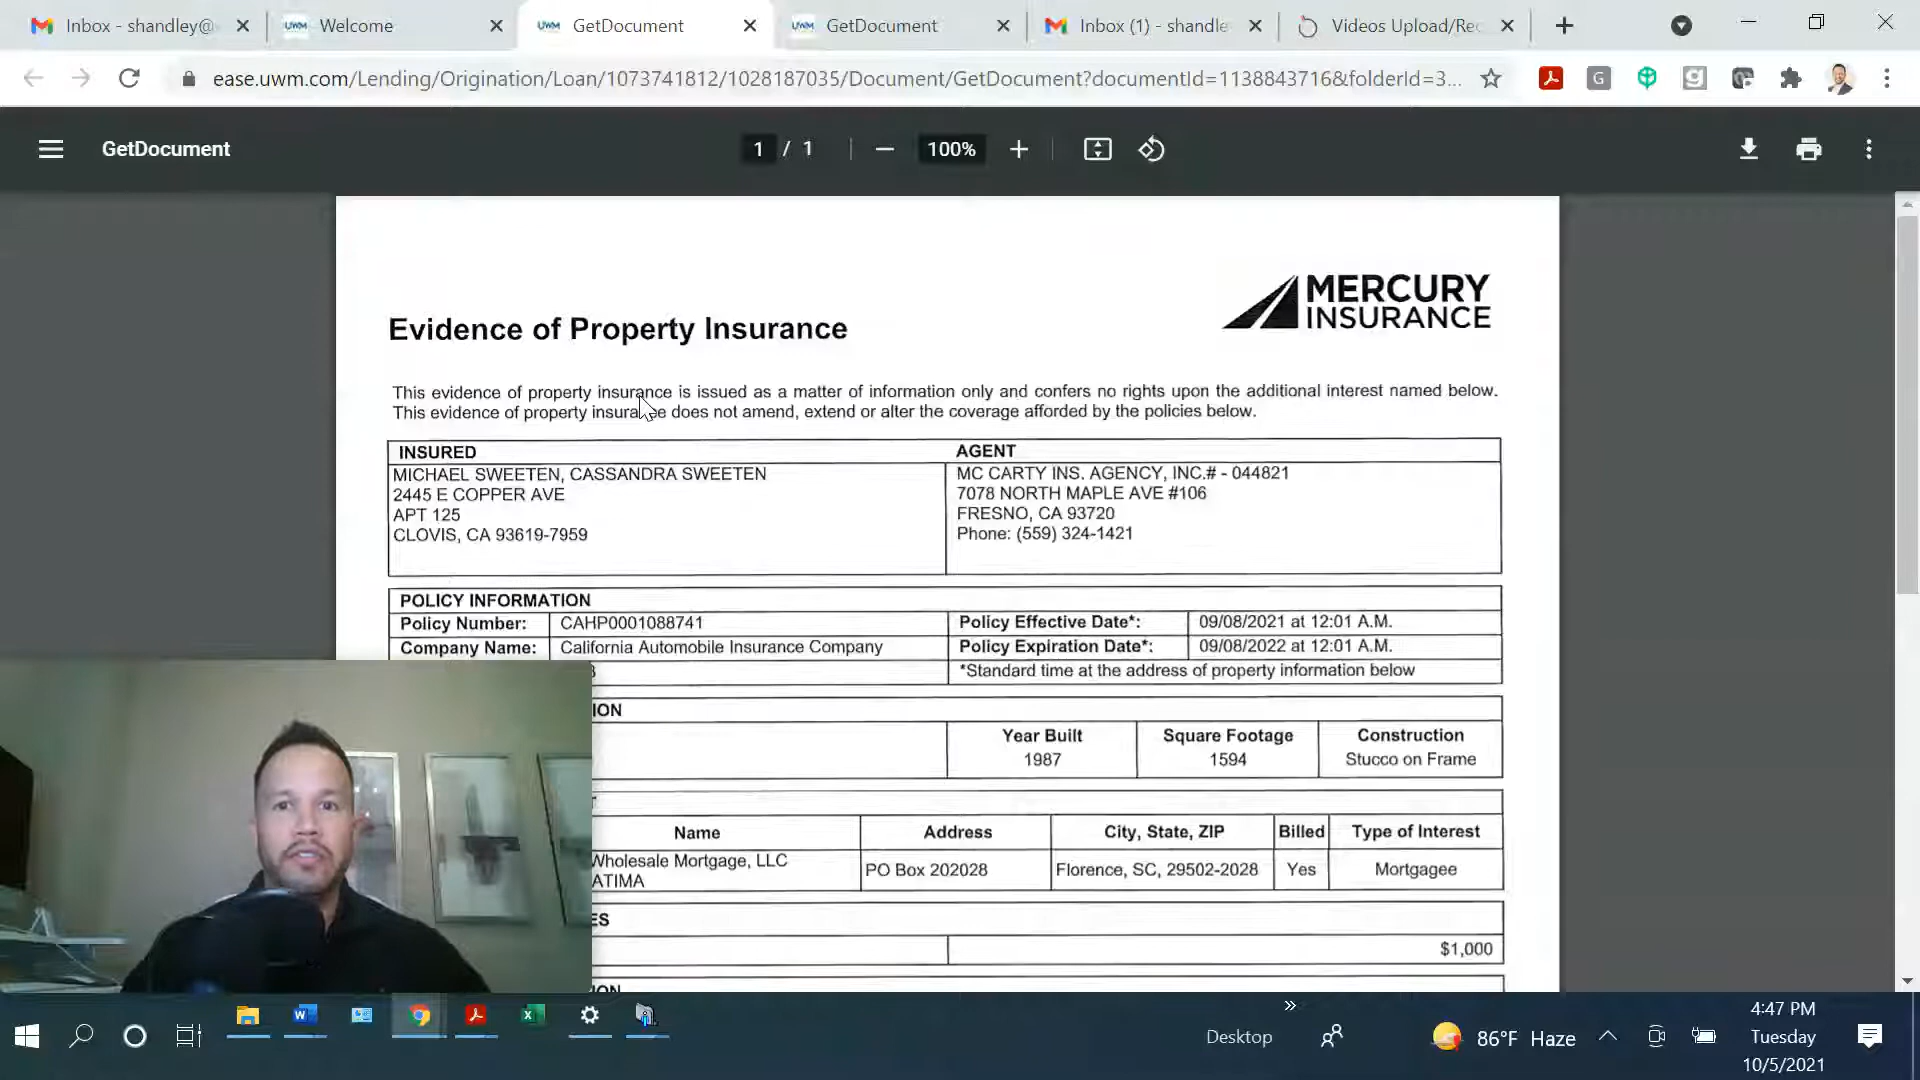 Inbox - shandley@
Welcome
GetDocument
GetDocument
Inbox (1) - shandle
Videos Upload/Rec
ease.uwm.com/Lending/Origination/Loan/1073741812/1028187035/Document/GetDocument?documentId=1138843716&folderId=3...
GetDocument
1 / 1
100%
MERCURY
INSURANCE
Evidence of Property Insurance
This evidence of property insurance is issued as a matter of information only and confers no rights upon the additional interest named below.
This evidence of property insurance does not amend, extend or alter the coverage afforded by the policies below.
INSURED
AGENT
MICHAEL SWEETEN, CASSANDRA SWEETEN
2445 E COPPER AVE
APT 125
CLOVIS, CA 93619-7959
MC CARTY INS. AGENCY, INC.# - 044821
7078 NORTH MAPLE AVE #106
FRESNO, CA 93720
Phone: (559) 324-1421
POLICY INFORMATION
Policy Number: CAHP0001088741 Policy Effective Date*: 09/08/2021 at 12:01 A.M.
Company Name: California Automobile Insurance Company Policy Expiration Date*: 09/08/2022 at 12:01 A.M.
*Standard time at the address of property information below
ION
Year Built Square Footage Construction
1987 1594 Stucco on Frame
Name Address City, State, ZIP Billed Type of Interest
Wholesale Mortgage, LLC
ATIMA
PO Box 202028 Florence, SC, 29502-2028 Yes Mortgagee
ES
$1,000
ION
Desktop
86°F Haze
4:47 PM
Tuesday
10/5/2021